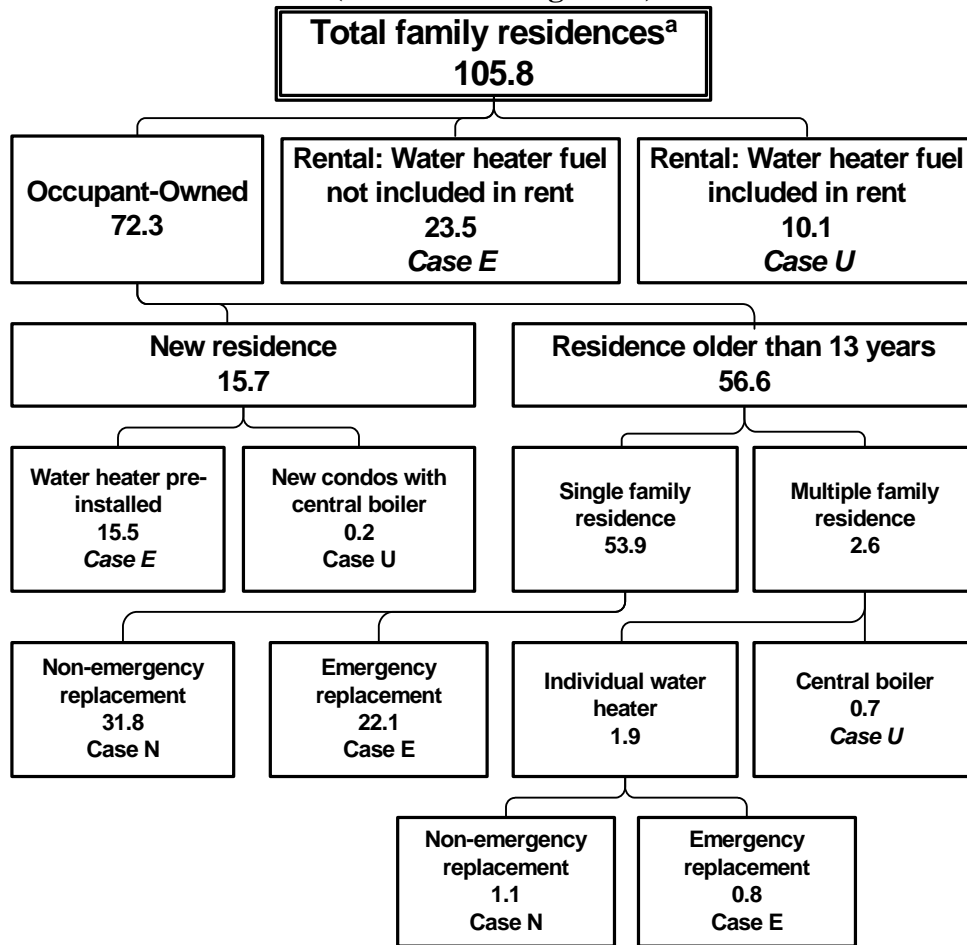 Total family residencesᵃ
105.8
Occupant-Owned
72.3
Rental: Water heater fuel
not included in rent
23.5
Case E
Rental: Water heater fuel
included in rent
10.1
Case U
New residence
15.7
Residence older than 13 years
56.6
Water heater pre-
installed
15.5
Case E
New condos with
central boiler
0.2
Case U
Single family
residence
53.9
Multiple family
residence
2.6
Non-emergency
replacement
31.8
Case N
Emergency
replacement
22.1
Case E
Individual water
heater
1.9
Central boiler
0.7
Case U
Non-emergency
replacement
1.1
Case N
Emergency
replacement
0.8
Case E